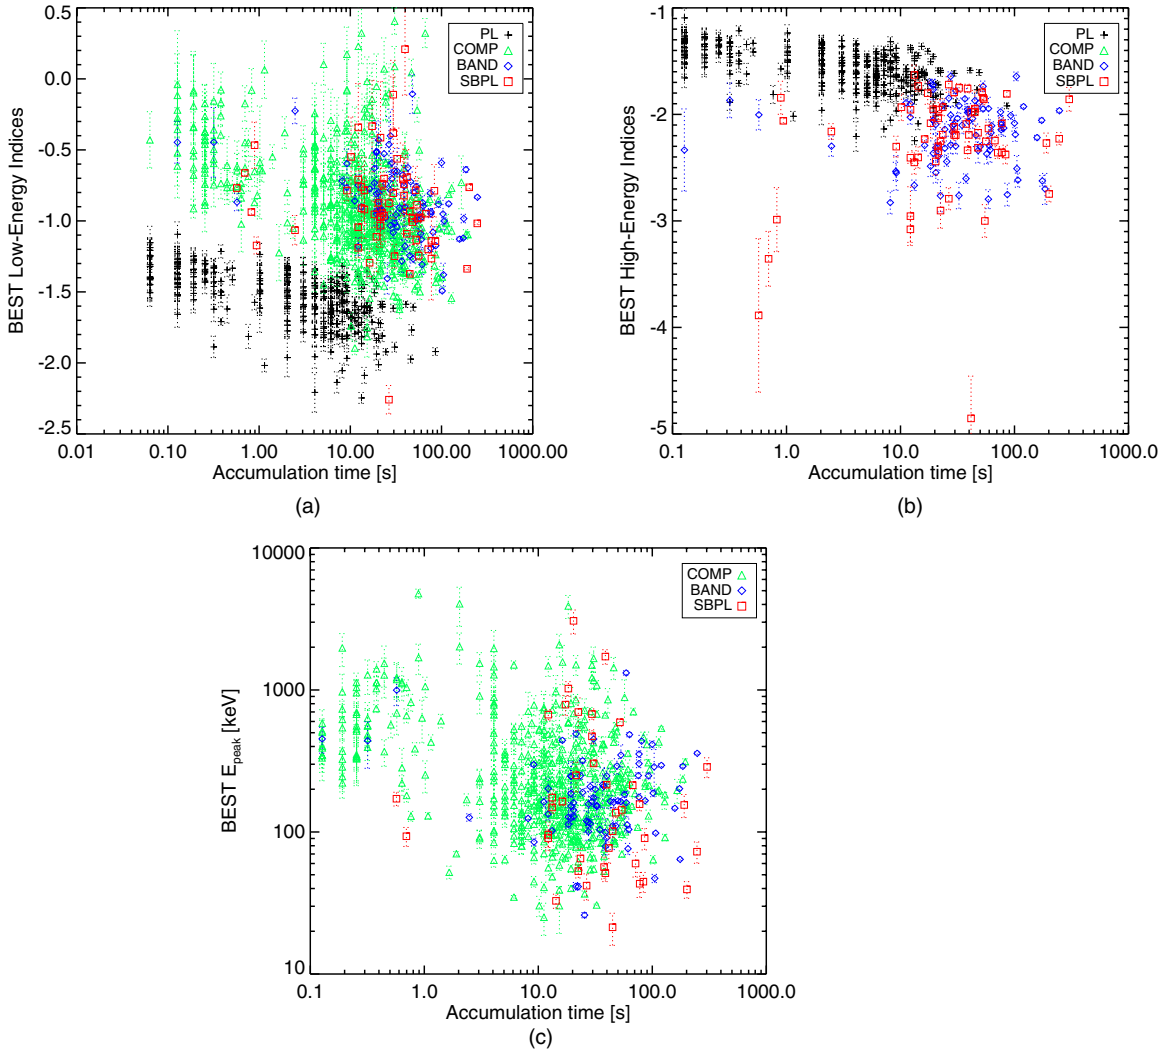 0.5
0.0
-0.5
-1.0
-1.5
-2.0
-2.5
BEST Low-Energy Indices
PL
COMP
BAND
SBPL
0.01 0.10 1.00 10.00 100.00 1000.00
Accumulation time [s]
(a)
-1
-2
-3
-4
-5
BEST High-Energy Indices
PL
COMP
BAND
SBPL
0.1 1.0 10.0 100.0 1000.0
Accumulation time [s]
(b)
10000
1000
100
10
BEST Epeak [keV]
COMP
BAND
SBPL
0.1 1.0 10.0 100.0 1000.0
Accumulation time [s]
(c)